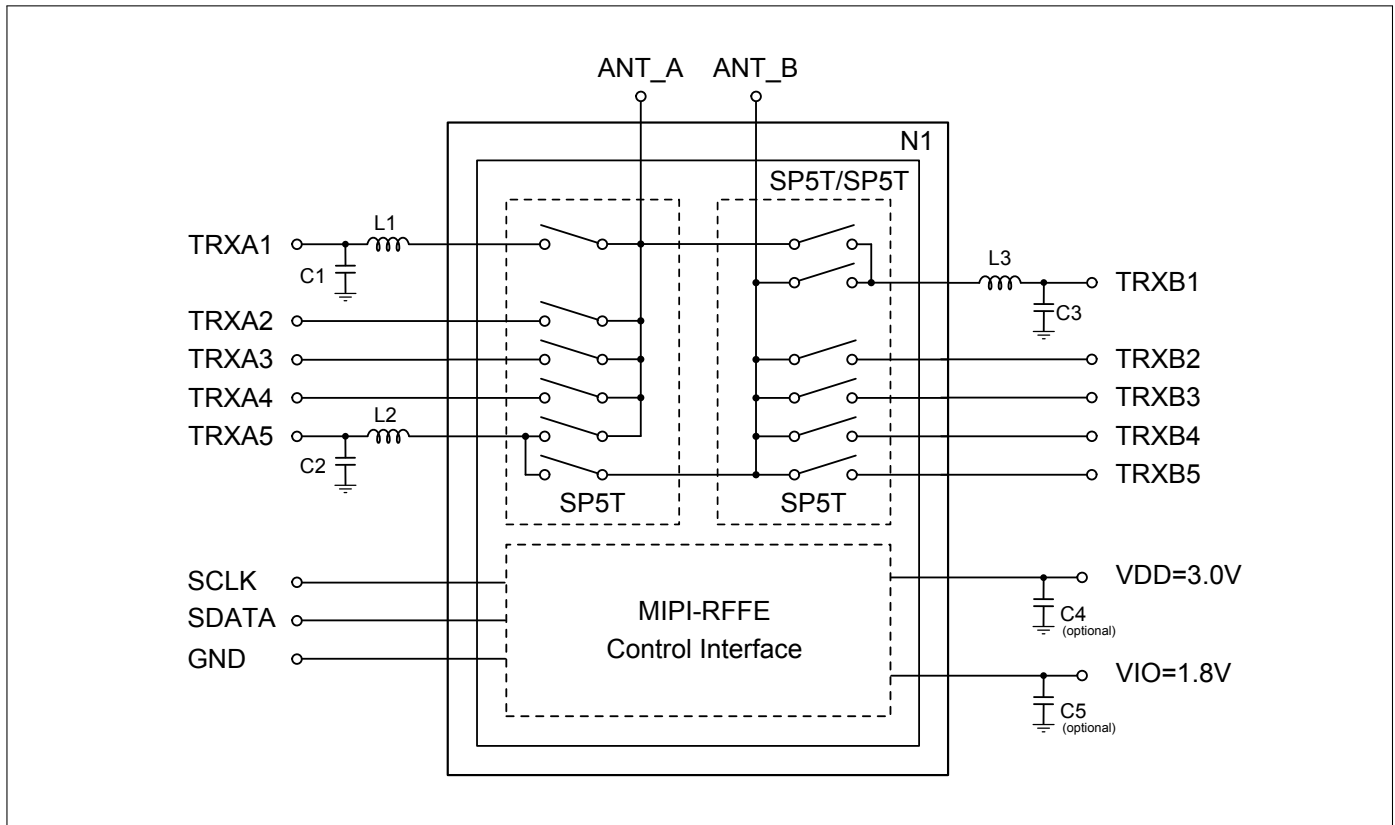 ANT_A
ANT_B
N1
SP5T/SP5T
TRXA1
L1
C1
L3
TRXB1
C3
TRXA2
TRXA3
TRXB2
TRXA4
TRXB3
TRXA5
L2
C2
TRXB4
TRXB5
SP5T
SP5T
SCLK
SDATA
GND
MIPI-RFFE
Control Interface
VDD=3.0V
C4
(optional)
VIO=1.8V
C5
(optional)